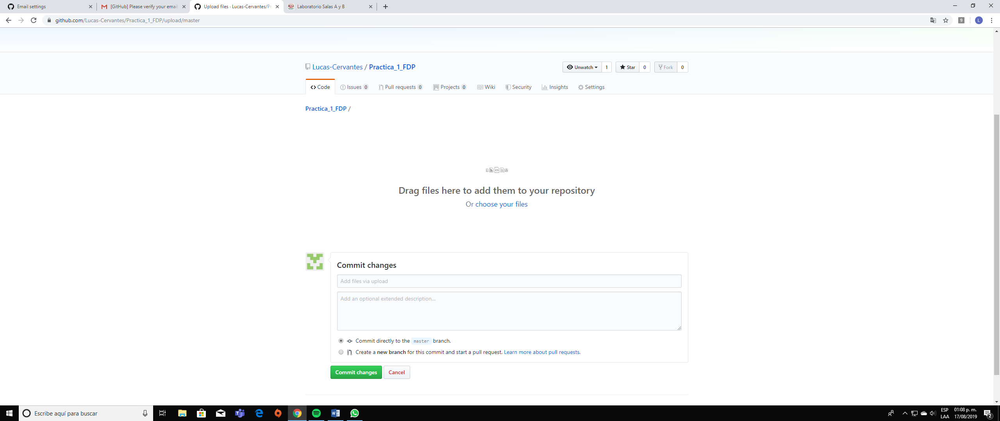 Email settings
[GitHub] Please verify your email
Upload files · Lucas-Cervantes/Pr
Laboratorio Salas A y B
github.com/Lucas-Cervantes/Practica_1_FDP/upload/master
9
L
Lucas-Cervantes / Practica_1_FDP
Unwatch 1
Star 0
Fork 0
Code
Issues 0
Pull requests 0
Projects 0
Wiki
Security
Insights
Settings
Practica_1_FDP /
Drag files here to add them to your repository
Or choose your files
Commit changes
Add files via upload
Add an optional extended description...
Commit directly to the master branch.
Create a new branch for this commit and start a pull request. Learn more about pull requests.
Commit changes
Cancel
Escribe aquí para buscar
ESP
LAA
01:08 p. m.
17/08/2019
2